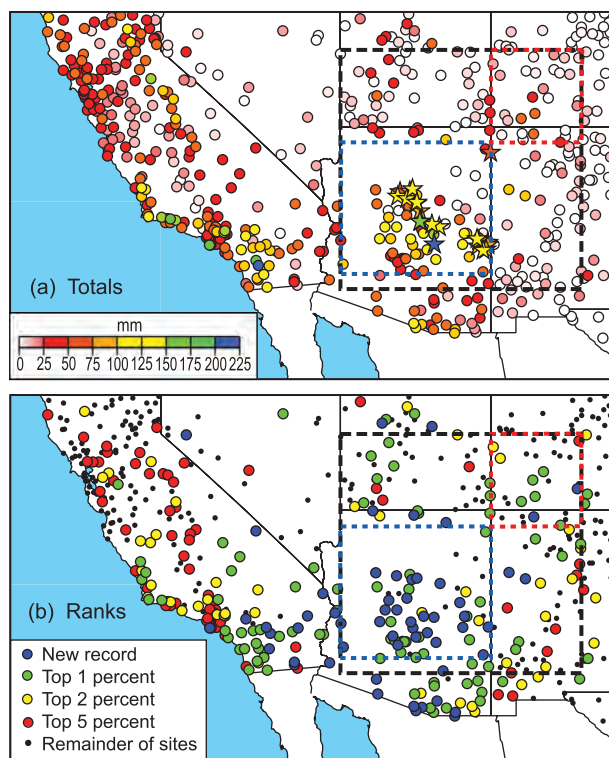 (a) Totals
mm
0 25 50 75 100 125 150 175 200 225
(b) Ranks
New record
Top 1 percent
Top 2 percent
Top 5 percent
Remainder of sites